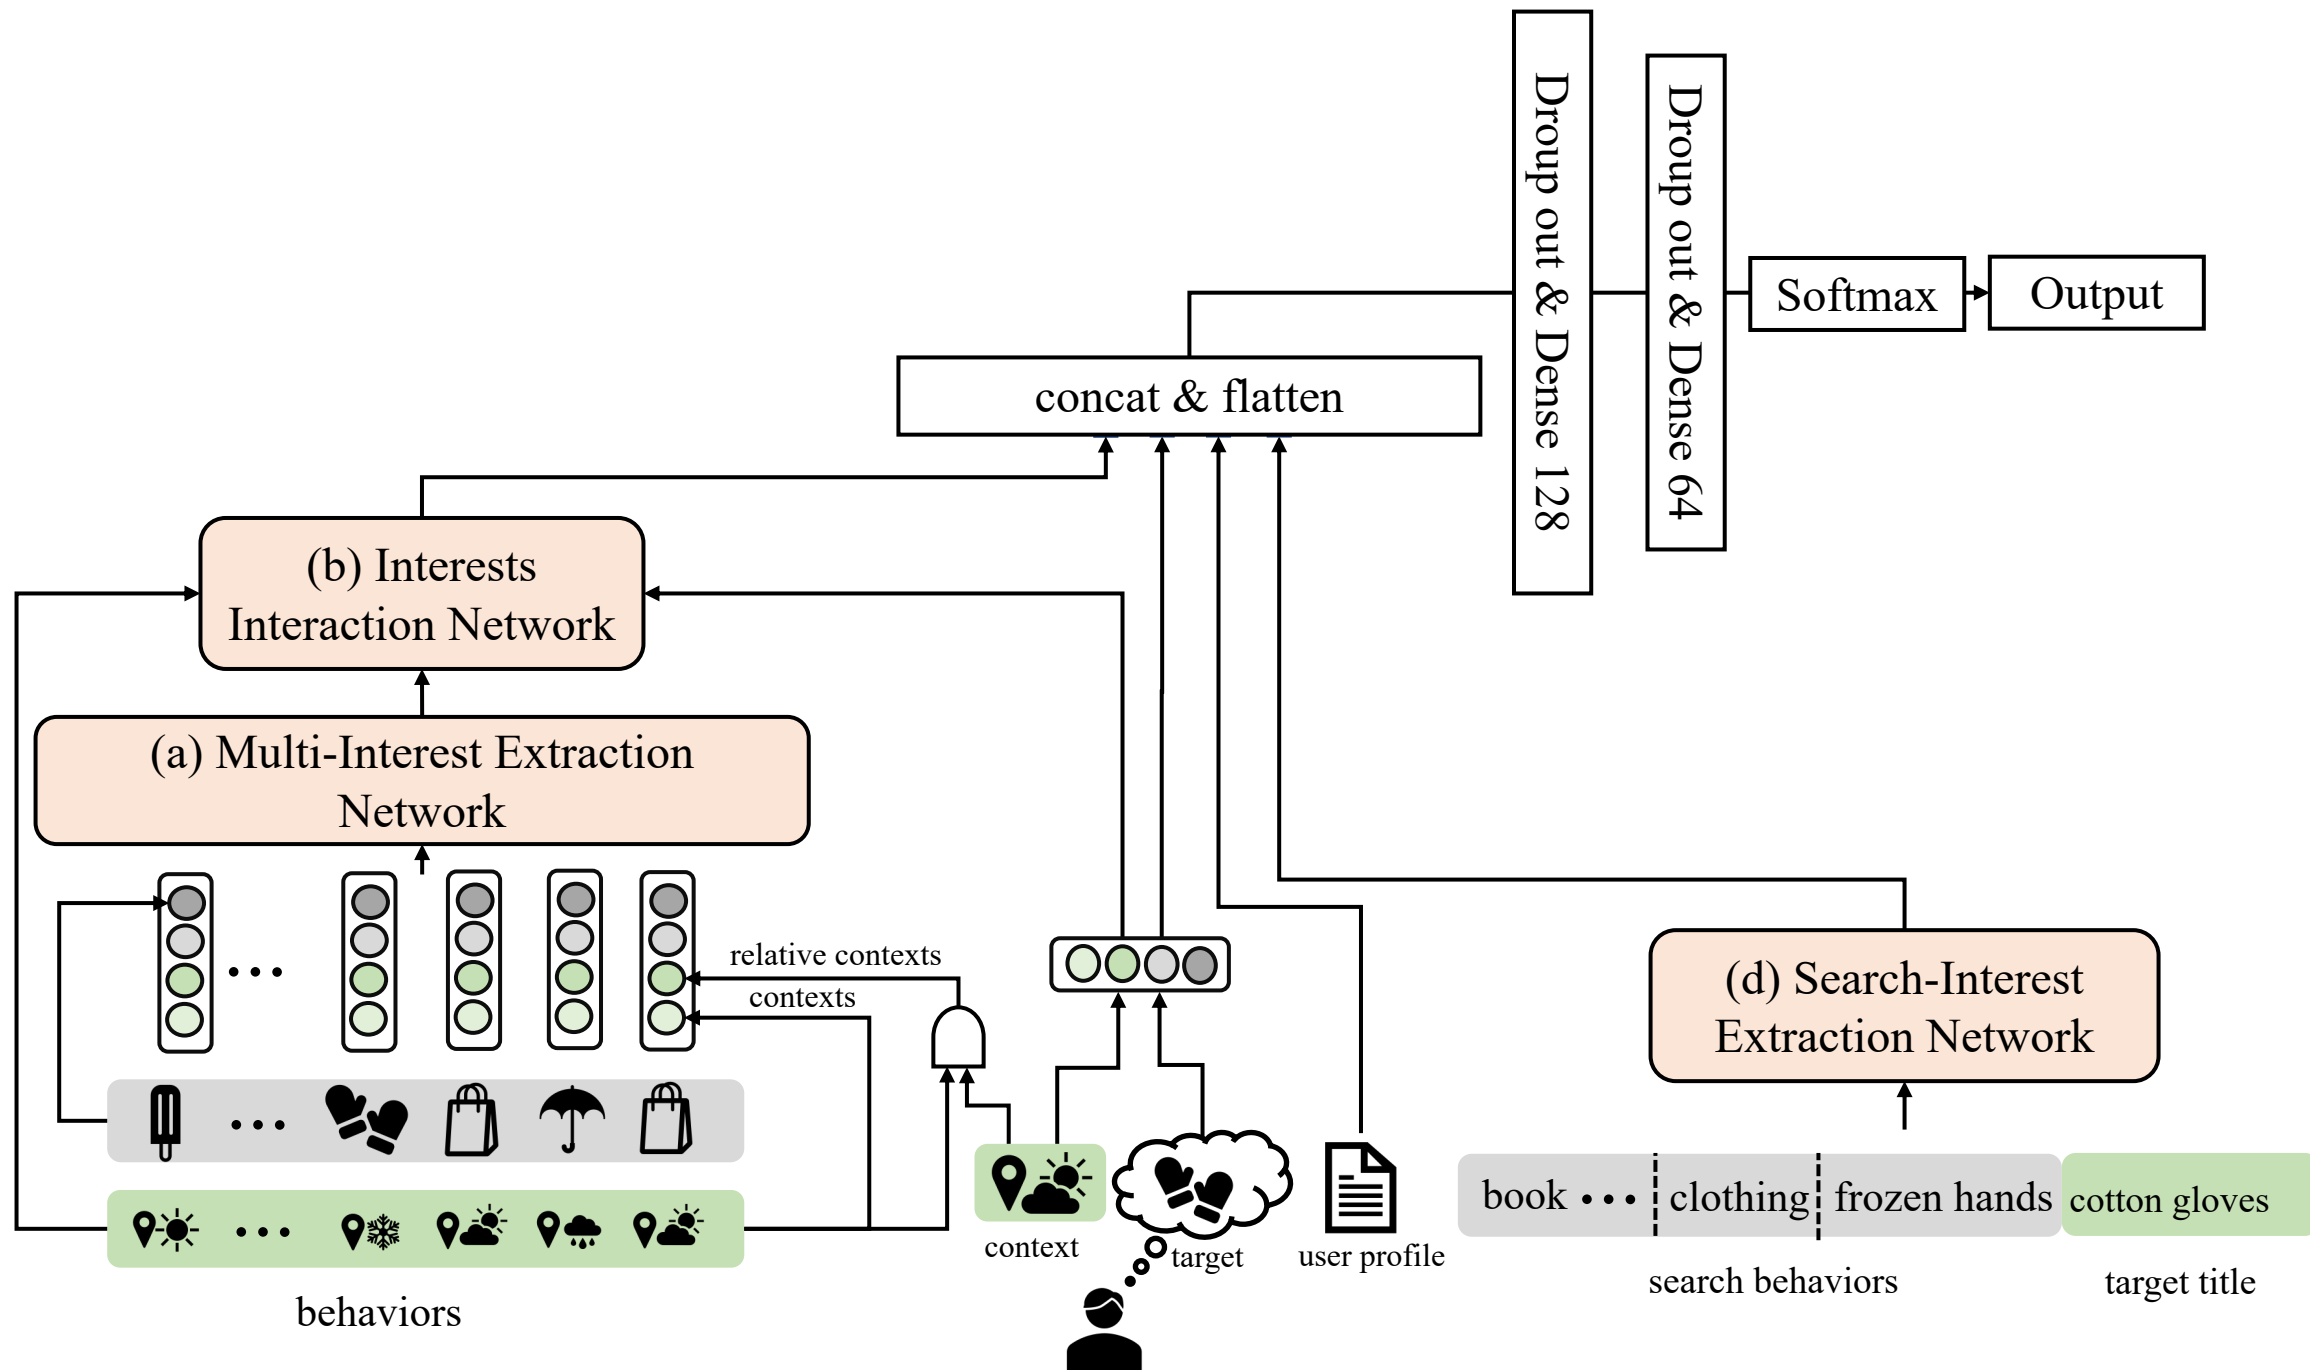 Droup out & Dense 128
Droup out & Dense 64
Softmax
Output
concat & flatten
(b) Interests
Interaction Network
(a) Multi-Interest Extraction
Network
relative contexts
contexts
(d) Search-Interest
Extraction Network
book
clothing
frozen hands
cotton gloves
context
target
user profile
search behaviors
target title
behaviors